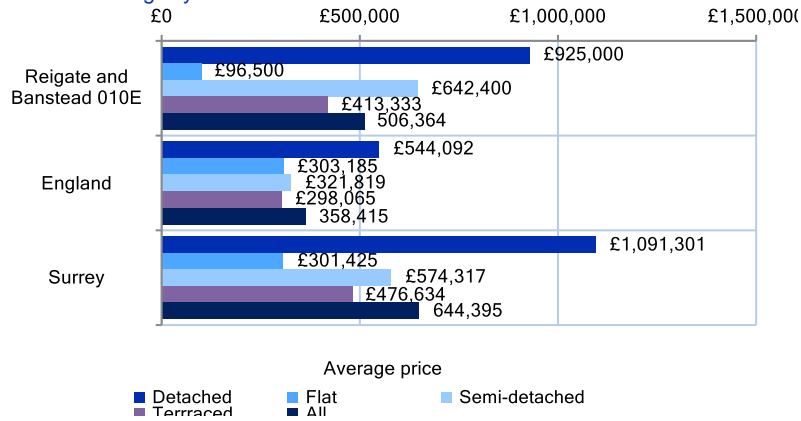 £0 £500,000 £1,000,000 £1,500,000
Reigate and
Banstead 010E
£925,000
£96,500
£642,400
£413,333
506,364
England
£544,092
£303,185
£321,819
£298,065
358,415
Surrey
£1,091,301
£301,425
£574,317
£476,634
644,395
Average price
Detached Flat Semi-detached
Terrraced All